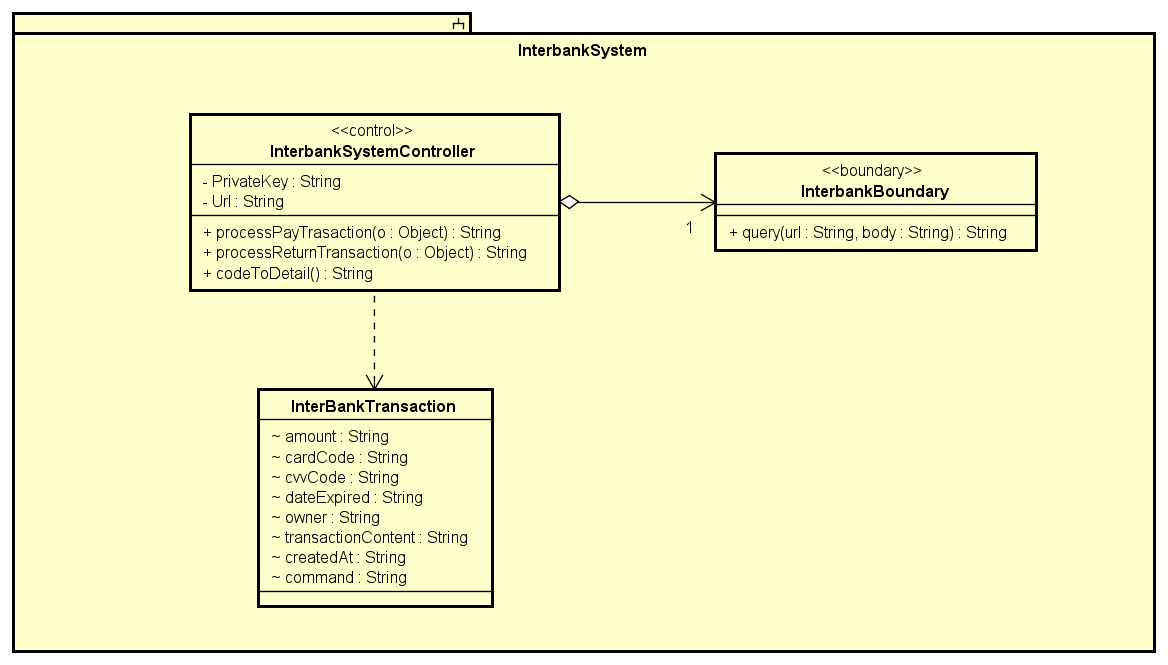 InterbankSystem
<<control>>
InterbankSystemController
- PrivateKey : String
- Url : String
+ processPayTrasaction(o : Object) : String
+ processReturnTransaction(o : Object) : String
+ codeToDetail() : String
1
<<boundary>>
InterbankBoundary
+ query(url : String, body : String) : String
InterBankTransaction
~ amount : String
~ cardCode : String
~ cvvCode : String
~ dateExpired : String
~ owner : String
~ transactionContent : String
~ createdAt : String
~ command : String